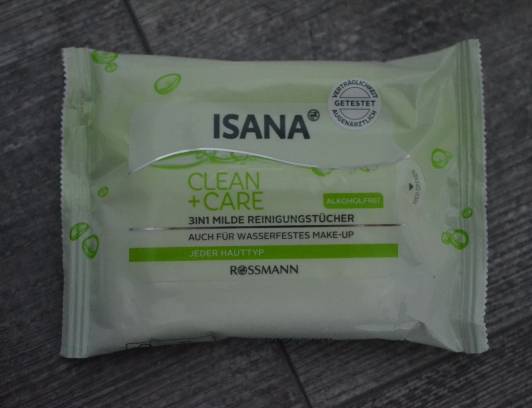 VERTRÄGLICHKEIT
GETESTET
AUGENÄRZTLICH
ISANA
CLEAN
+CARE
ALKOHOLFREI
3IN1 MILDE REINIGUNGSTÜCHER
AUCH FÜR WASSERFESTES MAKE-UP
JEDER HAUTTYP
ROSSMANN